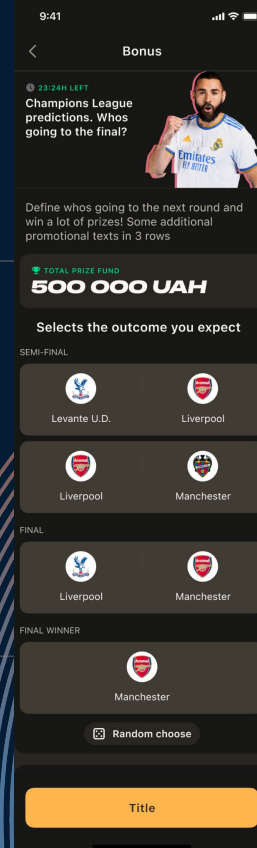 9:41
Bonus
23:24H LEFT
Champions League
predictions. Whos
going to the final?
Emirates
FLY BETTER
Define whos going to the next round and
win a lot of prizes! Some additional
promotional texts in 3 rows
TOTAL PRIZE FUND
500 000 UAH
Selects the outcome you expect
SEMI-FINAL
Levante U.D.
Liverpool
Liverpool
Manchester
FINAL
Liverpool
Manchester
FINAL WINNER
Manchester
Random choose
Title